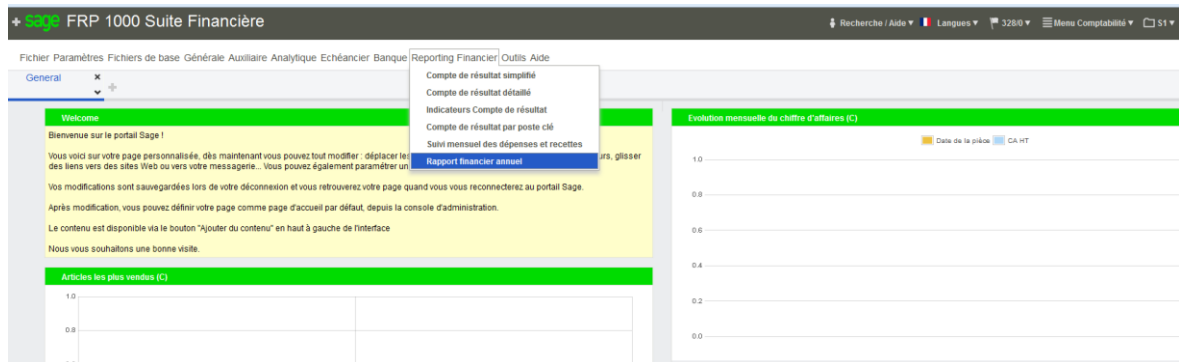 + sage FRP 1000 Suite Financière
Recherche / Aide ▾ Langues ▾ 328/0 ▾ Menu Comptabilité ▾ S1 ▾
Fichier Paramètres Fichiers de base Générale Auxiliaire Analytique Echéancier Banque Reporting Financier Outils Aide
General x
Compte de résultat simplifié
Compte de résultat détaillé
Indicateurs Compte de résultat
Compte de résultat par poste clé
Suivi mensuel des dépenses et recettes
Rapport financier annuel
Welcome
Bienvenue sur le portail Sage !
Vous voici sur votre page personnalisée, dès maintenant vous pouvez tout modifier : déplacer les urs, glisser
des liens vers des sites Web ou vers votre messagerie... Vous pouvez également paramétrer un
Vos modifications sont sauvegardées lors de votre déconnexion et vous retrouverez votre page quand vous vous reconnecterez au portail Sage.
Après modification, vous pouvez définir votre page comme page d'accueil par défaut, depuis la console d'administration.
Le contenu est disponible via le bouton "Ajouter du contenu" en haut à gauche de l'interface
Nous vous souhaitons une bonne visite.
Articles les plus vendus (C)
1.0
0.8
Evolution mensuelle du chiffre d'affaires (C)
Date de la pièce CA HT
1.0
0.8
0.6
0.4
0.2
0.0